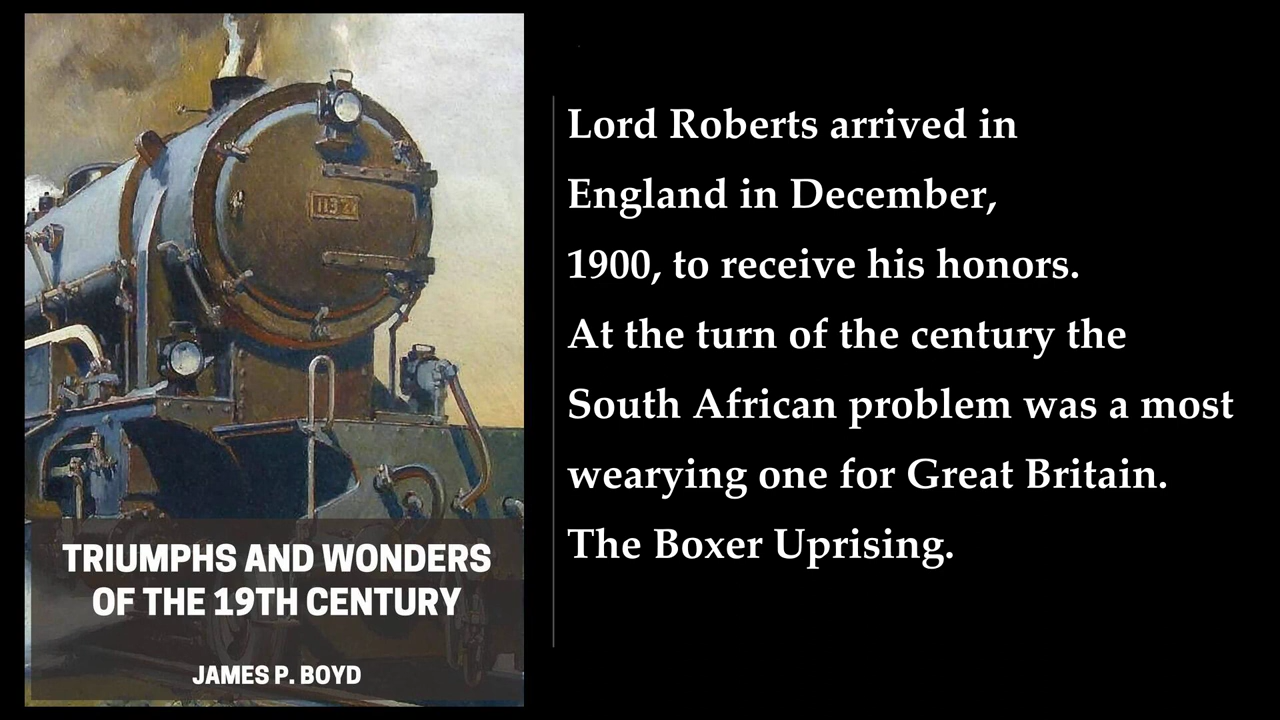 TRIUMPHS AND WONDERS
OF THE 19TH CENTURY
JAMES P. BOYD
Lord Roberts arrived in
England in December,
1900, to receive his honors.
At the turn of the century the
South African problem was a most
wearying one for Great Britain.
The Boxer Uprising.